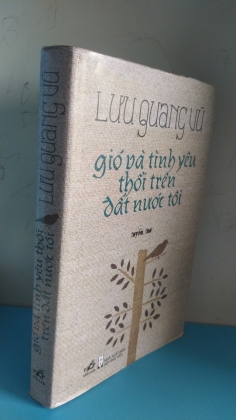 LƯU QUANG VŨ
gió và tình yêu
thổi trên
đất nước tôi
LƯU QUANG VŨ
gió và tình yêu thổi
trên đất nước tôi